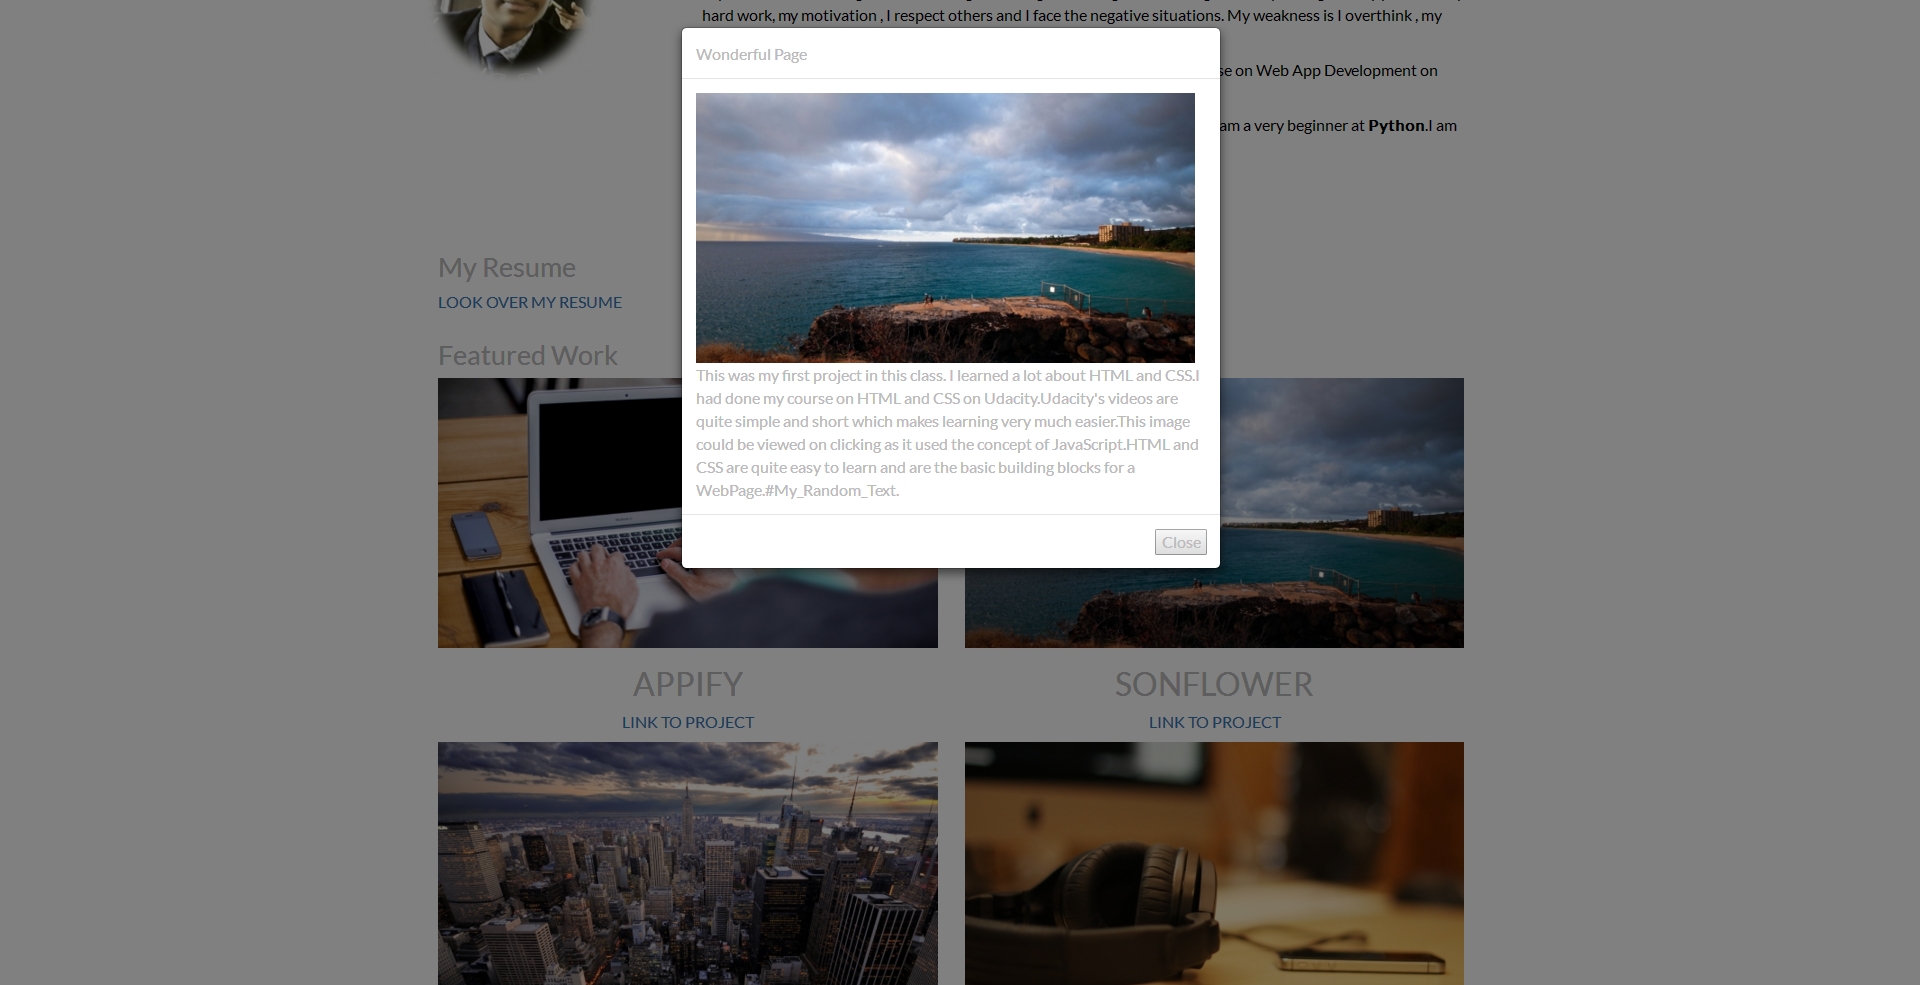 hard work, my motivation , I respect others and I face the negative situations. My weakness is I overthink , my
Wonderful Page
se on Web App Development on
am a very beginner at Python.I am
This was my first project in this class. I learned a lot about HTML and CSS.I
had done my course on HTML and CSS on Udacity.Udacity's videos are
quite simple and short which makes learning very much easier.This image
could be viewed on clicking as it used the concept of JavaScript.HTML and
CSS are quite easy to learn and are the basic building blocks for a
WebPage.#My_Random_Text.
Close
My Resume
LOOK OVER MY RESUME
Featured Work
APPIFY
SONFLOWER
LINK TO PROJECT
LINK TO PROJECT